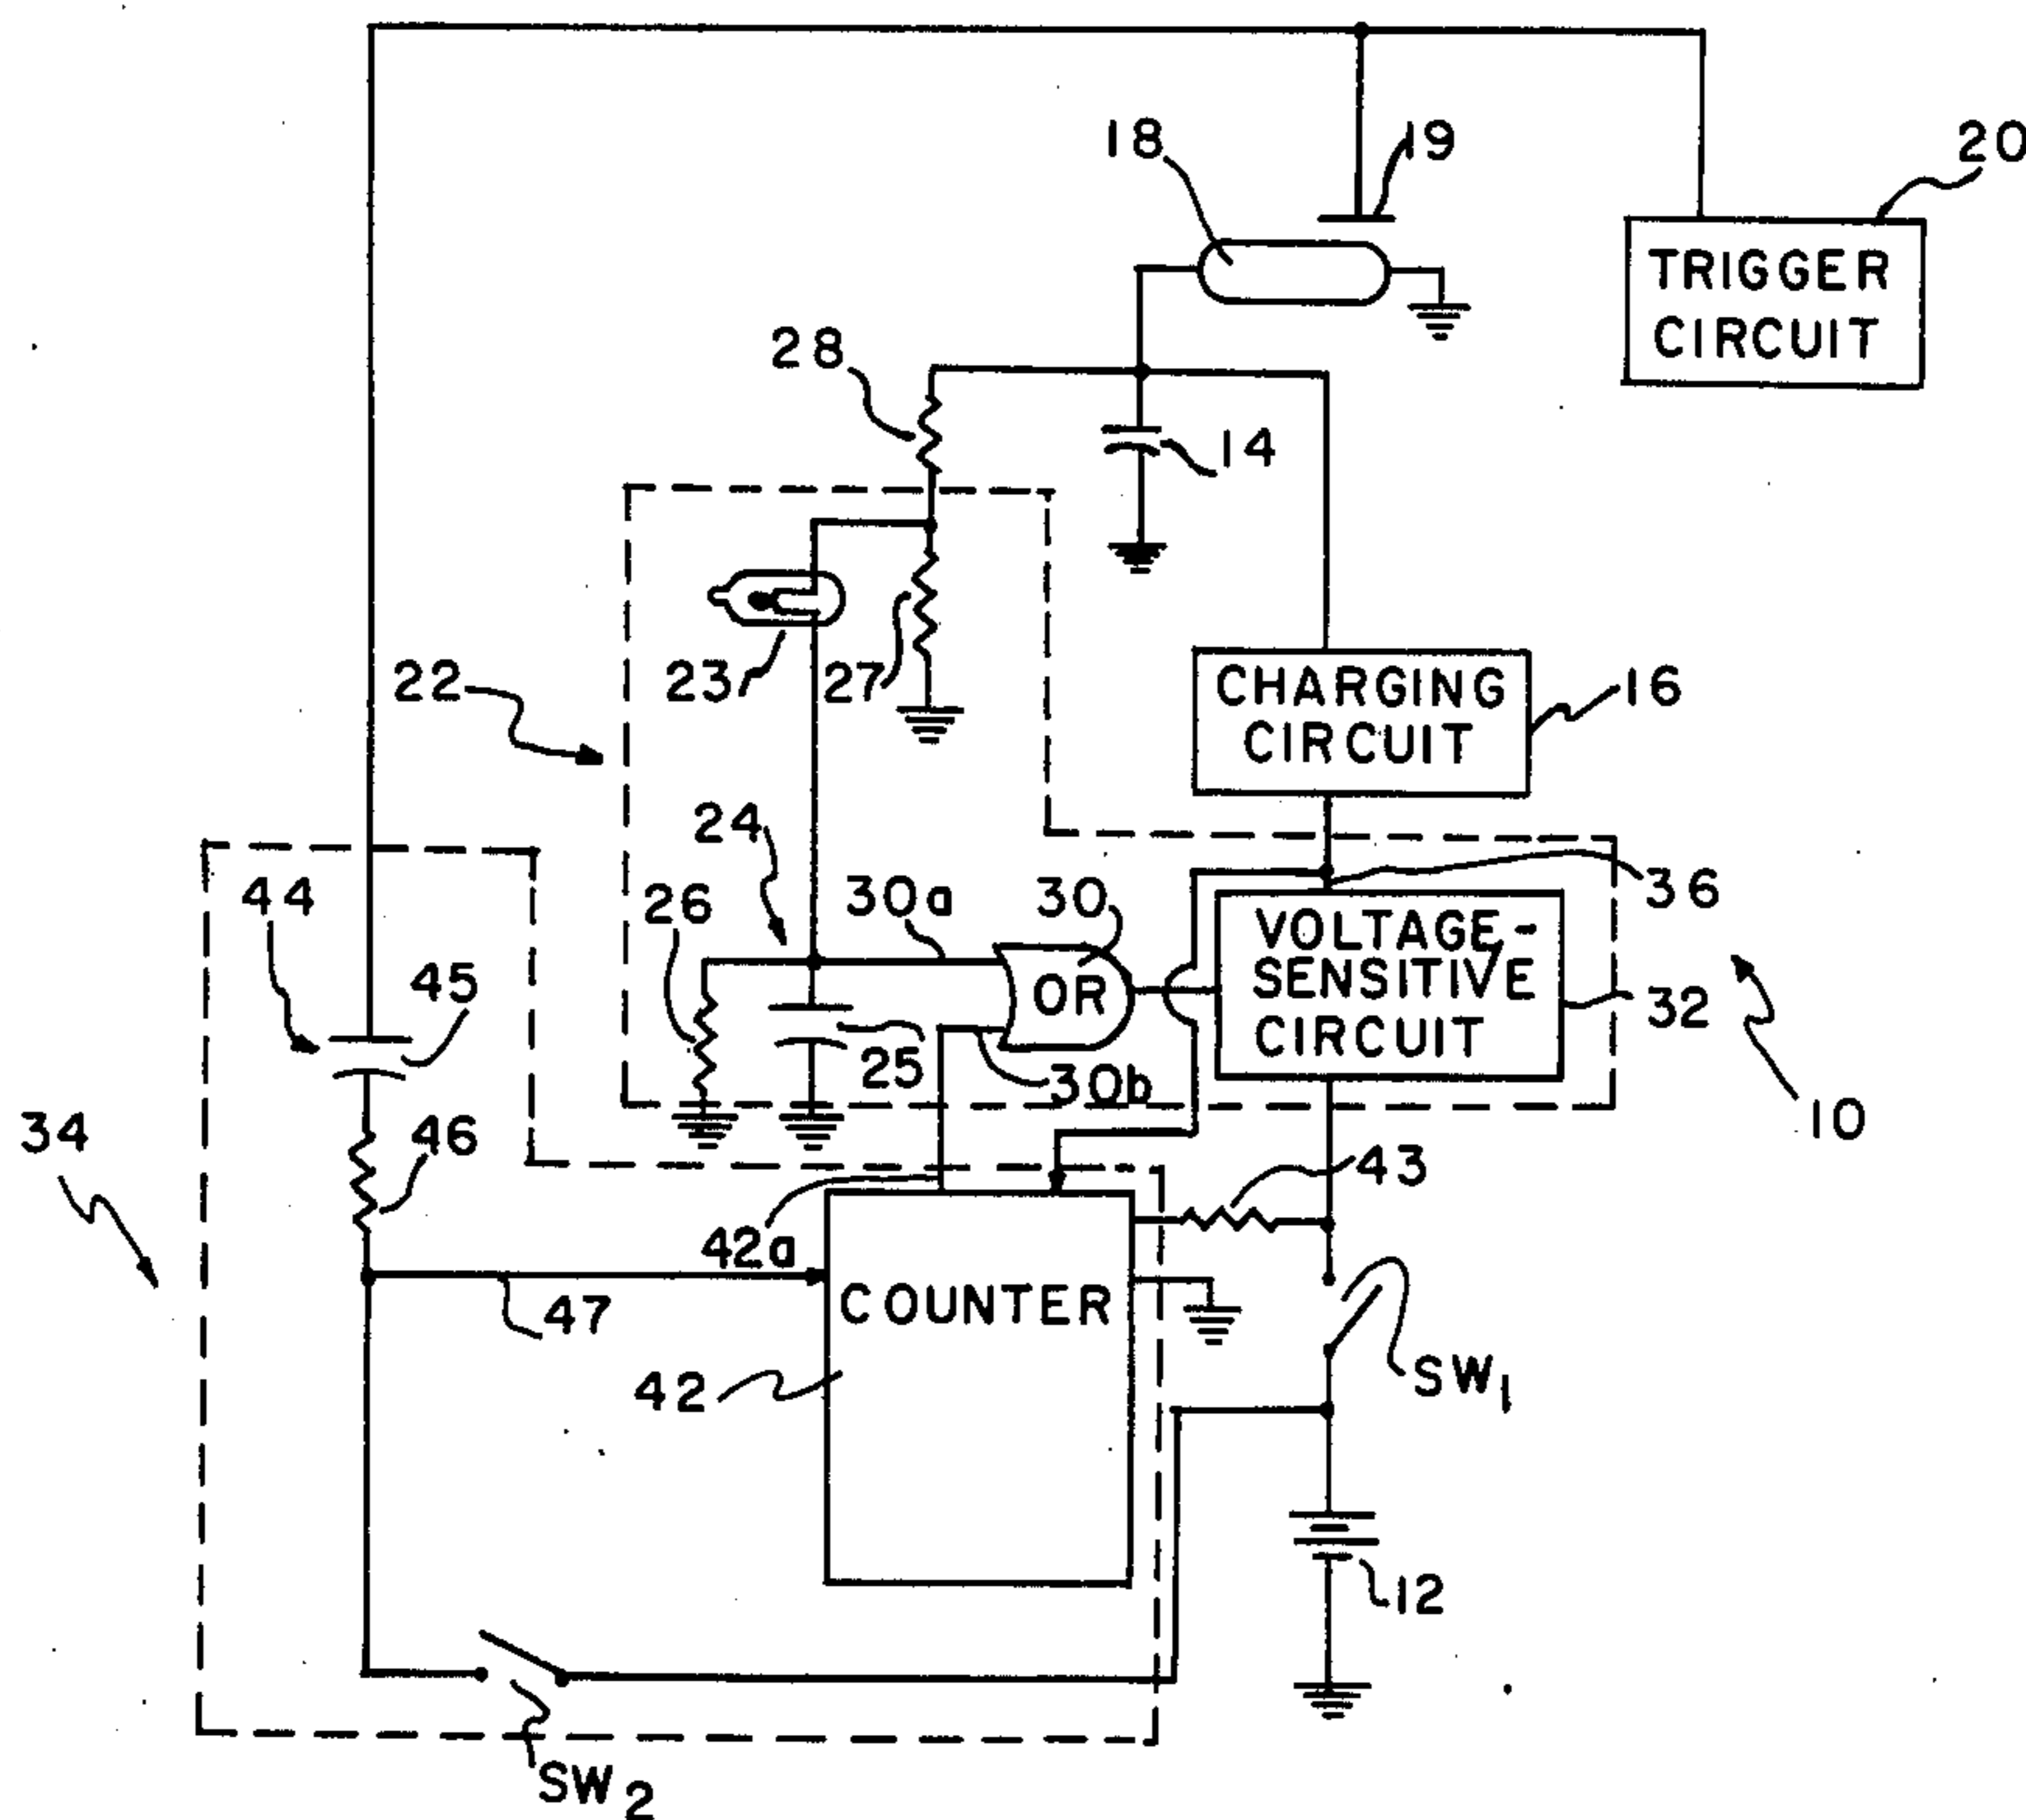 18
19
20
TRIGGER
CIRCUIT
28
14
23
27
22
CHARGING
CIRCUIT
16
24
44
26
30a
30
36
VOLTAGE-
SENSITIVE
CIRCUIT
45
OR
32
25
30b
34
46
10
43
42a
47
COUNTER
42
SW1
12
SW2